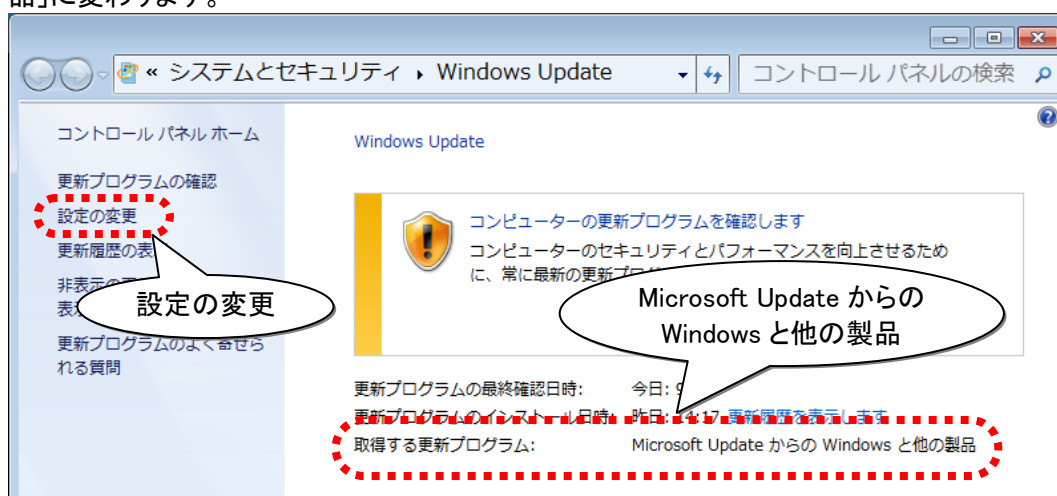 品」に変わります。
« システムとセキュリティ ▸ Windows Update
コントロール パネルの検索
コントロール パネル ホーム
Windows Update
更新プログラムの確認
設定の変更
更新履歴の表
非表示の
表
更新プログラムのよく寄せら
れる質問
コンピューターの更新プログラムを確認します
コンピューターのセキュリティとパフォーマンスを向上させるため
に、常に最新の更新プログ
設定の変更
Microsoft Update からの
Windows と他の製品
更新プログラムの最終確認日時: 今日:
更新プログラムのインストール日時: 昨日: 14:17 更新履歴を表示します
取得する更新プログラム: Microsoft Update からの Windows と他の製品